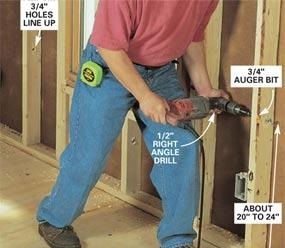 3/4"
HOLES
LINE UP
3/4"
AUGER BIT
1/2"
RIGHT
ANGLE
DRILL
ABOUT
20" TO 24"